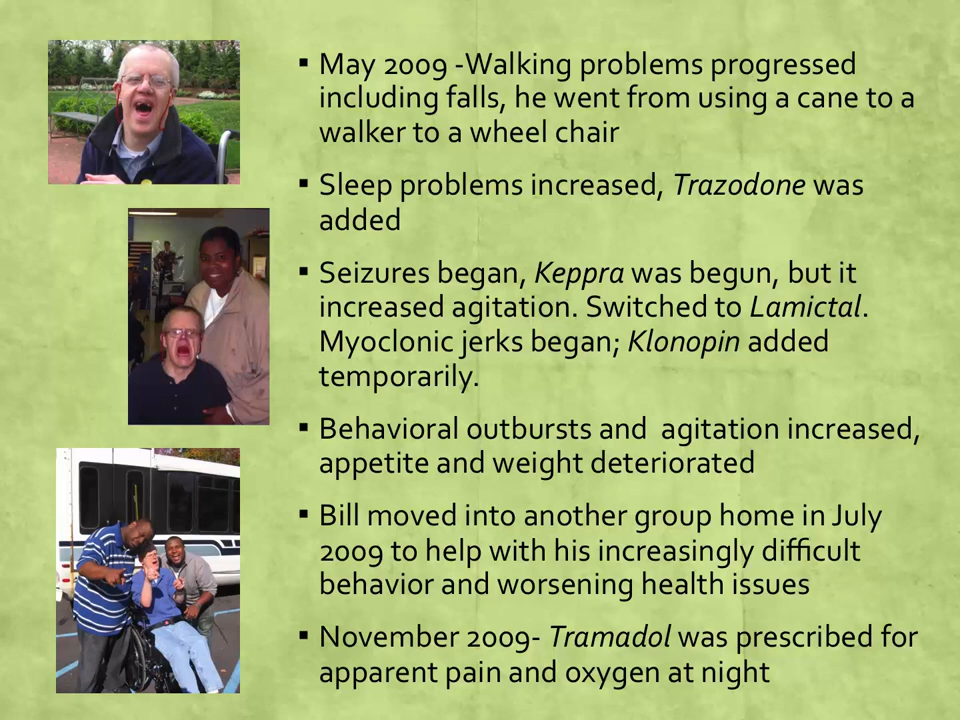 ▪ May 2009 -Walking problems progressed
including falls, he went from using a cane to a
walker to a wheel chair
▪ Sleep problems increased, Trazodone was
added
▪ Seizures began, Keppra was begun, but it
increased agitation. Switched to Lamictal.
Myoclonic jerks began; Klonopin added
temporarily.
▪ Behavioral outbursts and  agitation increased,
appetite and weight deteriorated
▪ Bill moved into another group home in July
2009 to help with his increasingly difficult
behavior and worsening health issues
▪ November 2009- Tramadol was prescribed for
apparent pain and oxygen at night